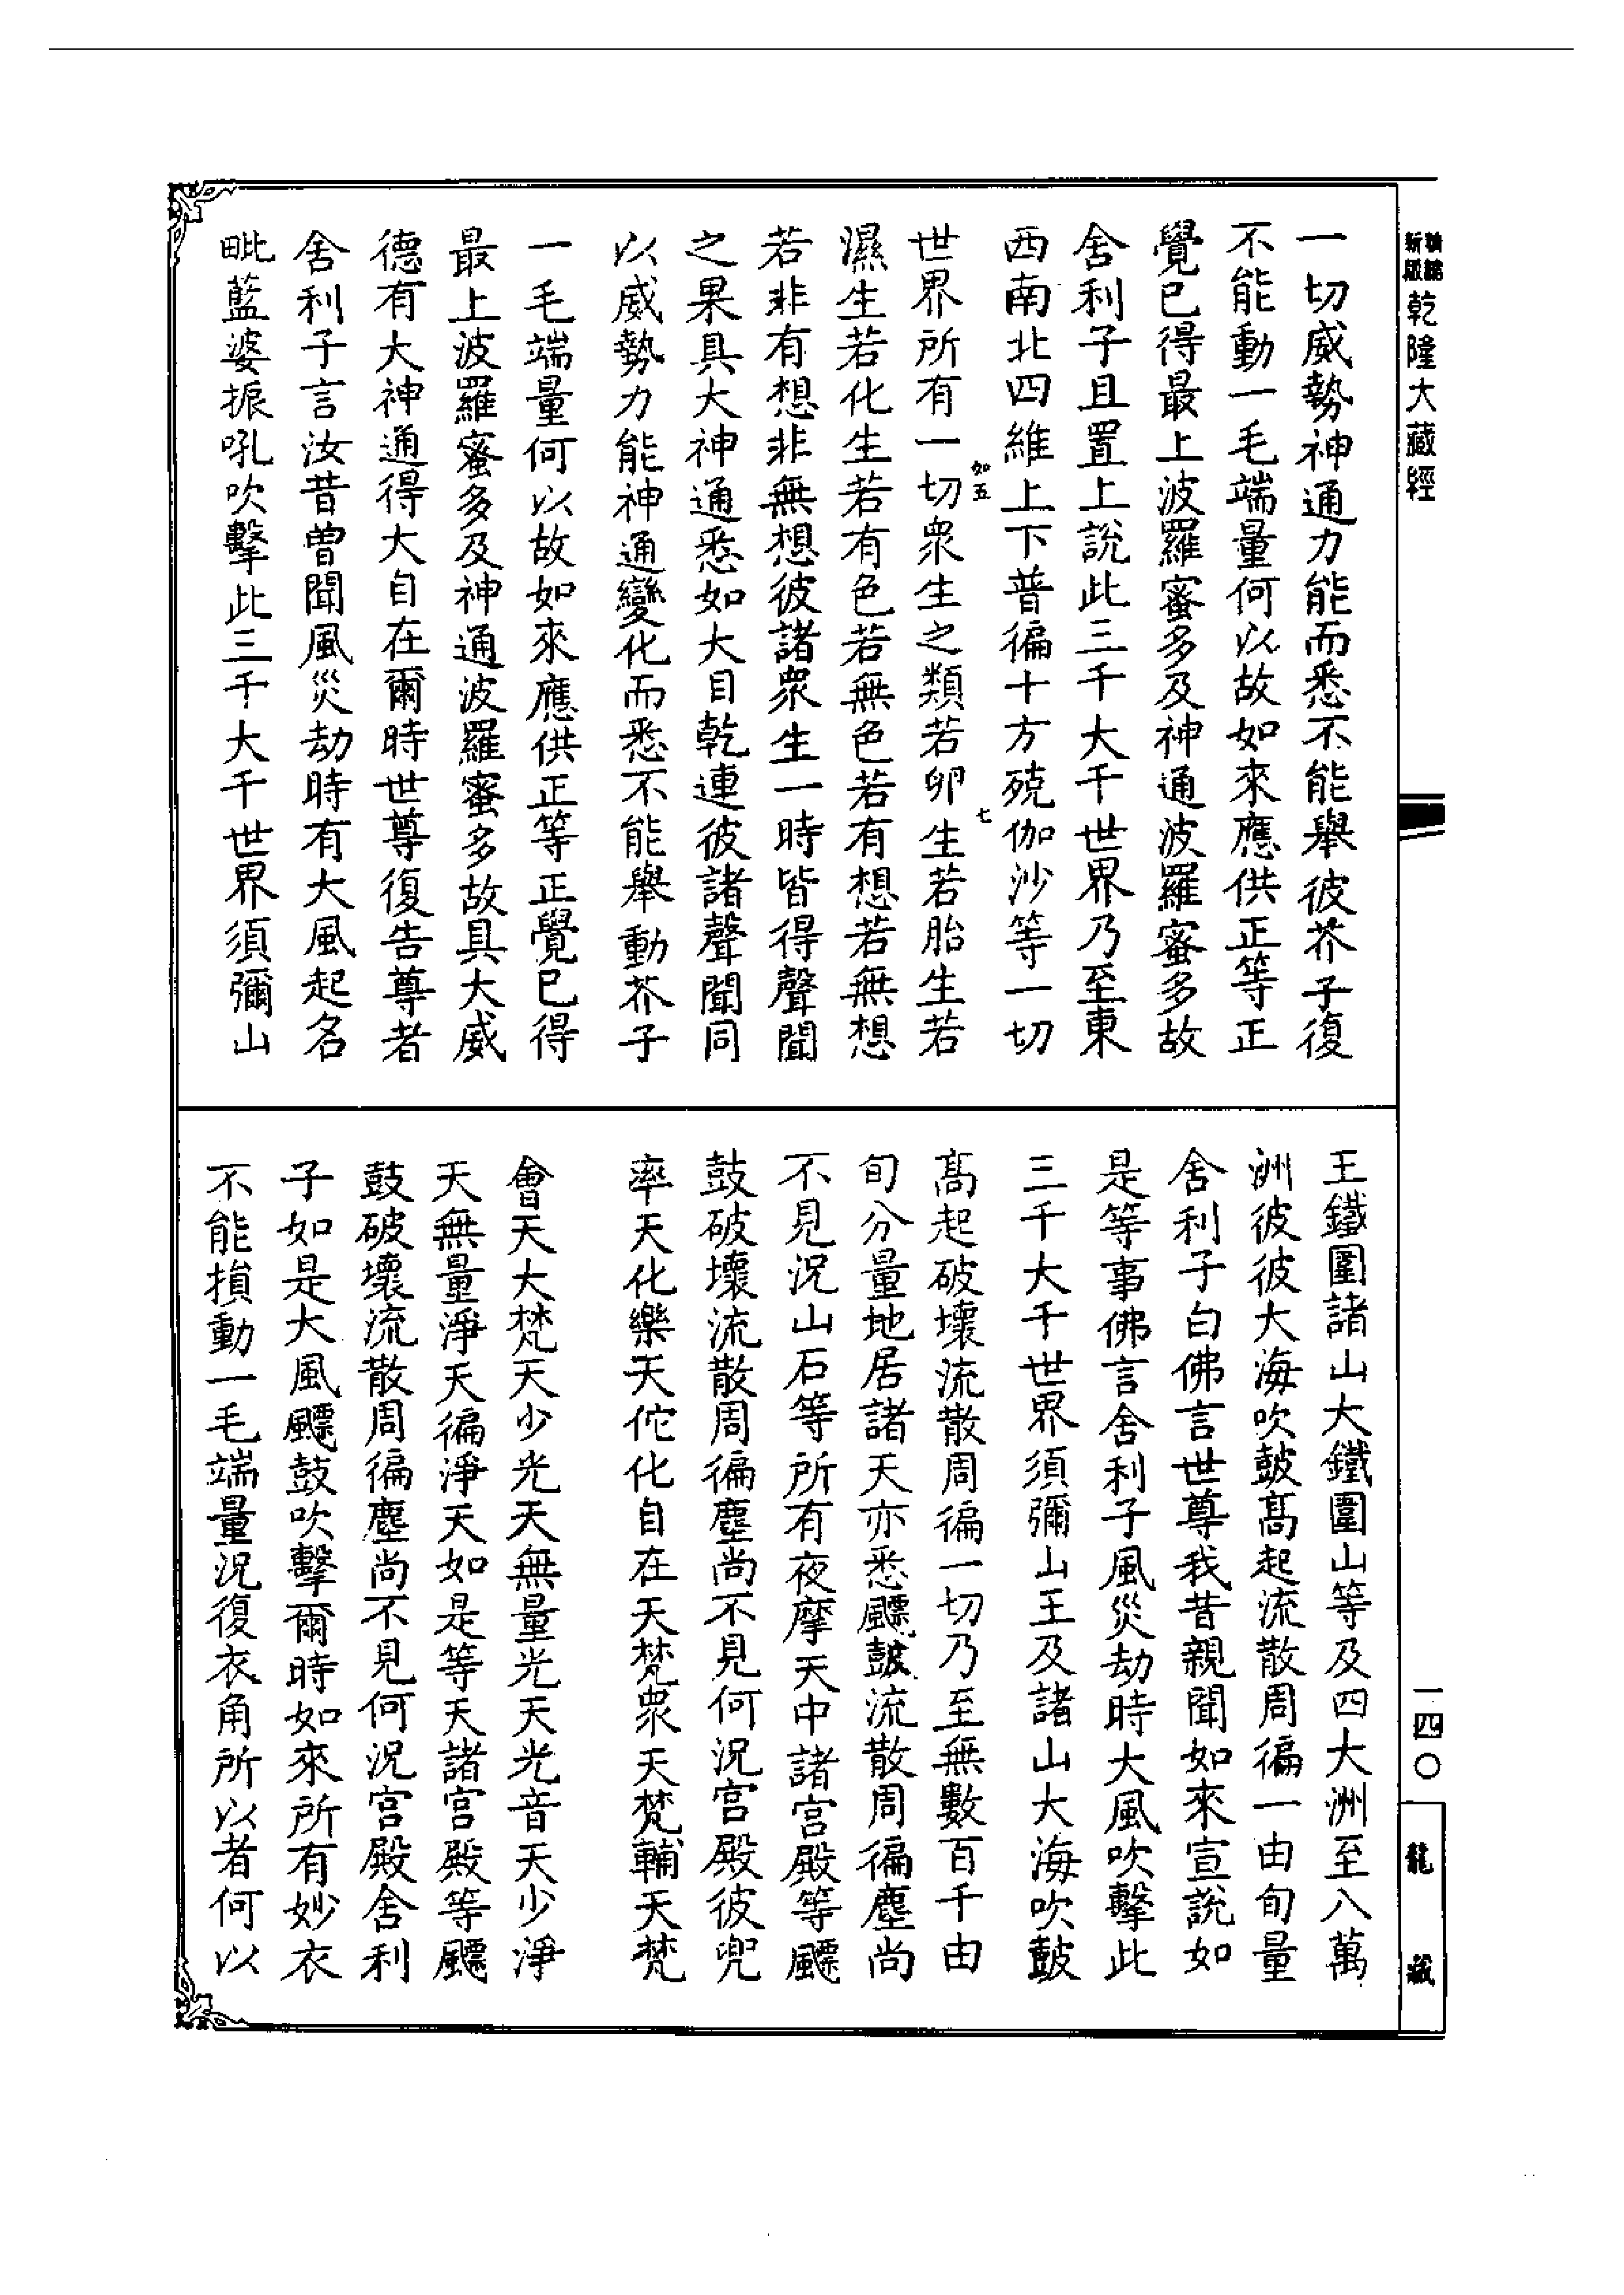 新版
乾隆大藏經
一切威勢神通力能而悉不能舉彼芥子復
不能動一毛端量何以故如來應供正等正
覺已得最上波羅蜜多及神通波羅蜜多故
舍利子且置上說此三千大千世界乃至東
西南北四維上下普徧十方殑伽沙等一切
如五
七
世界所有一切眾生之類若卵生若胎生若
濕生若化生若有色若無色若有想若無想
若非有想非無想彼諸眾生一時皆得聲聞
之果具大神通悉如大目乾連彼諸聲聞同
以威勢力能神通變化而悉不能舉動芥子
一毛端量何以故如來應供正等正覺已得
最上波羅蜜多及神通波羅蜜多故具大威
德有大神通得大自在爾時世尊復告尊者
舍利子言汝昔曾聞風災劫時有大風起名
毗藍婆振吼吹擊此三千大千世界須彌山
王鐵圍諸山大鐵圍山等及四大洲至八萬
洲彼彼大海吹鼓高起流散周徧一由旬量
舍利子白佛言世尊我昔親聞如來宣說如
是等事佛言舍利子風災劫時大風吹擊此
三千大千世界須彌山王及諸山大海吹鼓
高起破壞流散周徧一切乃至無數百千由
旬分量地居諸天亦悉飄鼓流散周徧塵尚
不見況山石等所有夜摩天中諸宮殿等飄
鼓破壞流散周徧塵尚不見何況宮殿彼兜
率天化樂天佗化自在天梵眾天梵輔天梵
會天大梵天少光天無量光天光音天少淨
天無量淨天徧淨天如是等天諸宮殿等飄
鼓破壞流散周徧塵尚不見何況宮殿舍利
子如是大風飄鼓吹擊爾時如來所有妙衣
不能損動一毛端量況復衣角所以者何以
一四〇
龍藏